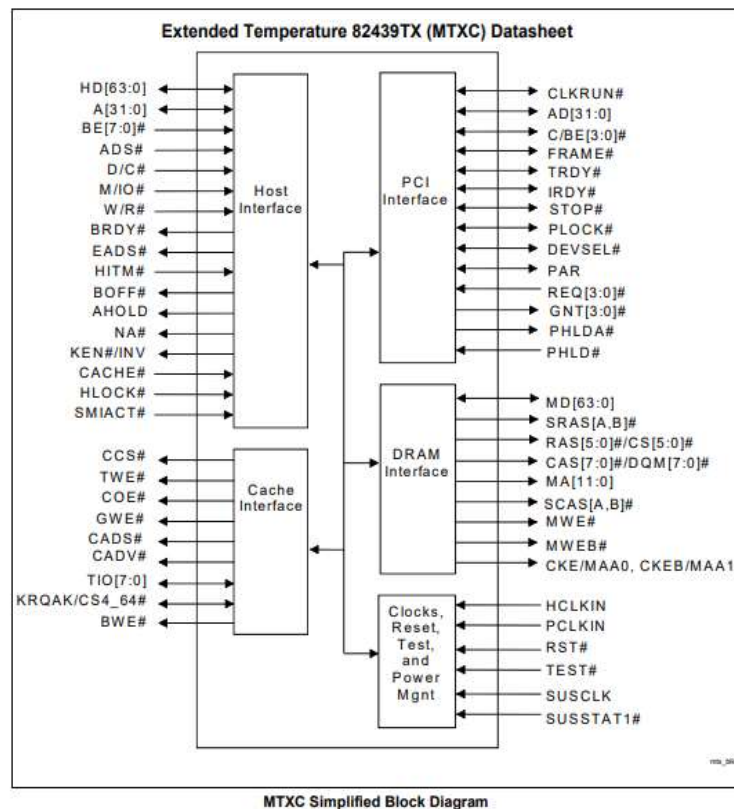 Extended Temperature 82439TX (MTXC) Datasheet
HD[63:0]
A[31:0]
BE[7:0]#
ADS#
D/C#
M/IO#
W/R#
BRDY#
EADS#
HITM#
BOFF#
AHOLD
NA#
KEN#/INV
CACHE#
HLOCK#
SMIACT#
Host
Interface
CCS#
TWE#
COE#
GWE#
CADS#
CADV#
TIO[7:0]
KRQAK/CS4_64#
BWE#
Cache
Interface
PCI
Interface
CLKRUN#
AD[31:0]
C/BE[3:0]#
FRAME#
TRDY#
IRDY#
STOP#
PLOCK#
DEVSEL#
PAR
REQ[3:0]#
GNT[3:0]#
PHLDA#
PHLD#
DRAM
Interface
MD[63:0]
SRAS[A,B]#
RAS[5:0]#/CS[5:0]#
CAS[7:0]#/DQM[7:0]#
MA[11:0]
SCAS[A,B]#
MWE#
MWEB#
CKE/MAA0, CKEB/MAA1
Clocks,
Reset,
Test,
and
Power
Mgnt
HCLKIN
PCLKIN
RST#
TEST#
SUSCLK
SUSSTAT1#
MTXC Simplified Block Diagram